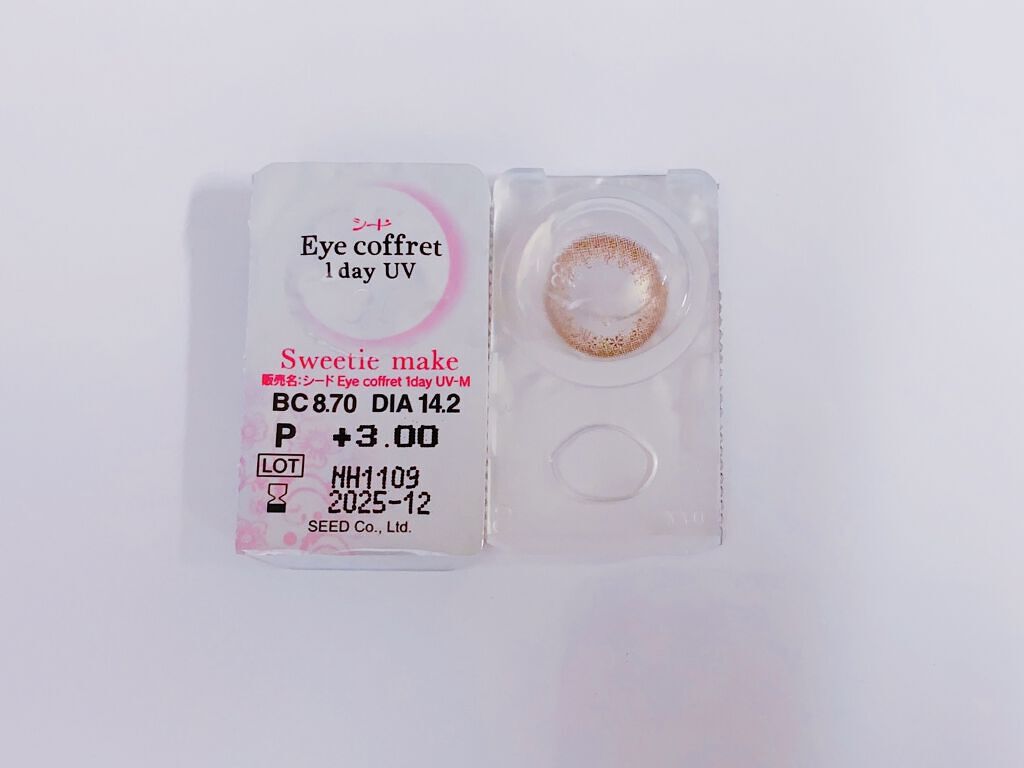 シード
Eye coffret
1day UV
Sweetie make
販売名:シード Eye coffret 1day UV-M
BC 8.70 DIA 14.2
P +3.00
LOT NH1109
2025-12
SEED Co., Ltd.